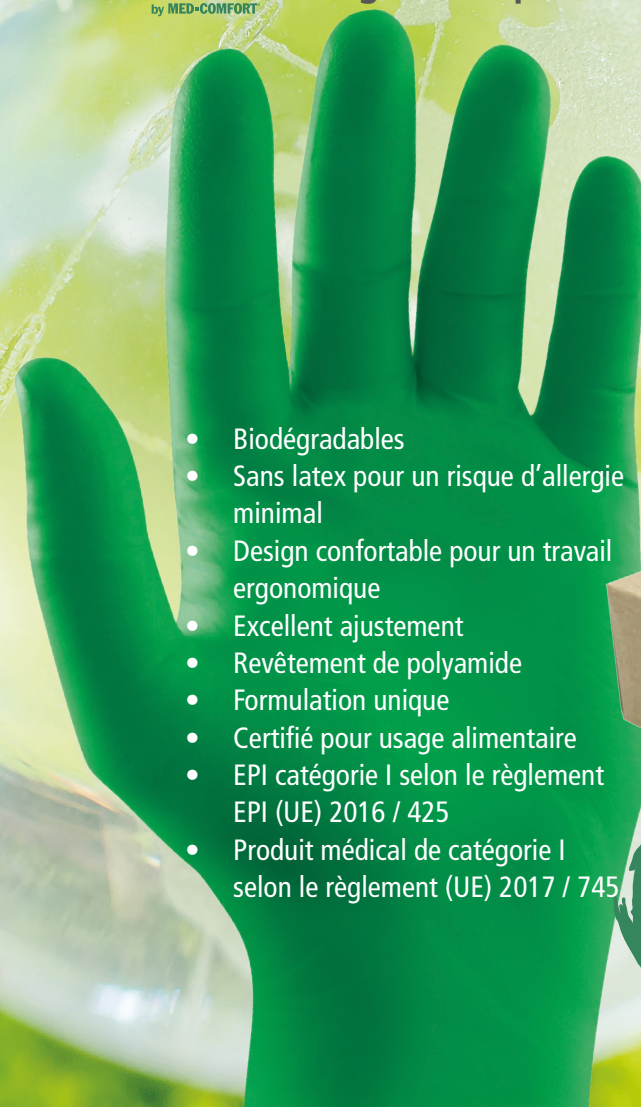 by MED-COMFORT
• Biodégradables
• Sans latex pour un risque d’allergie
minimal
• Design confortable pour un travail
ergonomique
• Excellent ajustement
• Revêtement de polyamide
• Formulation unique
• Certifié pour usage alimentaire
• EPI catégorie I selon le règlement
EPI (UE) 2016 / 425
• Produit médical de catégorie I
selon le règlement (UE) 2017 / 745